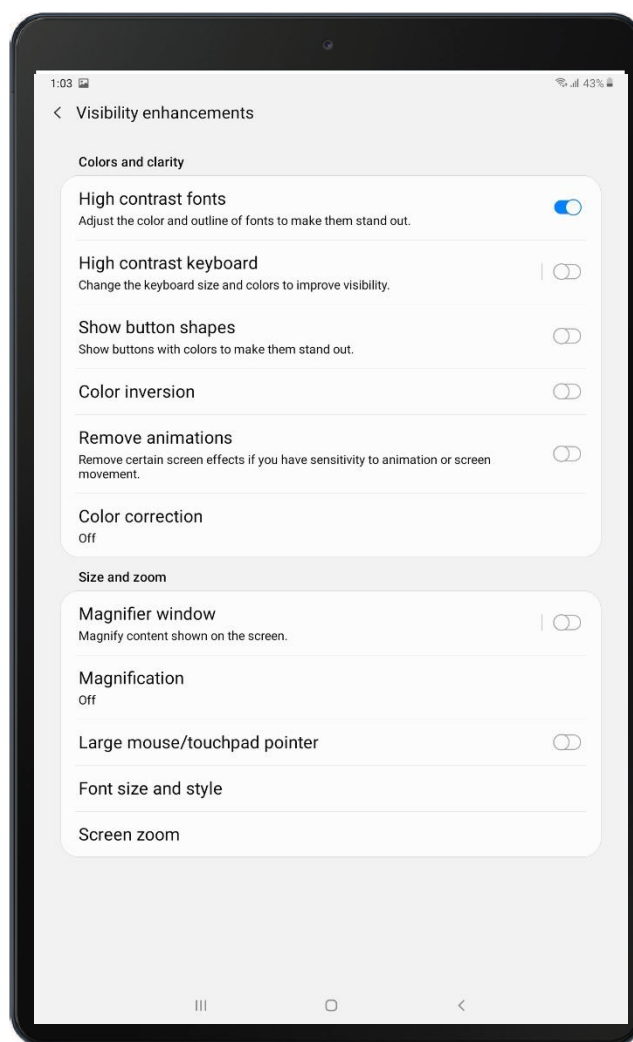 1:03
43%
Visibility enhancements
Colors and clarity
High contrast fonts
Adjust the color and outline of fonts to make them stand out.
High contrast keyboard
Change the keyboard size and colors to improve visibility.
Show button shapes
Show buttons with colors to make them stand out.
Color inversion
Remove animations
Remove certain screen effects if you have sensitivity to animation or screen
movement.
Color correction
Off
Size and zoom
Magnifier window
Magnify content shown on the screen.
Magnification
Off
Large mouse/touchpad pointer
Font size and style
Screen zoom